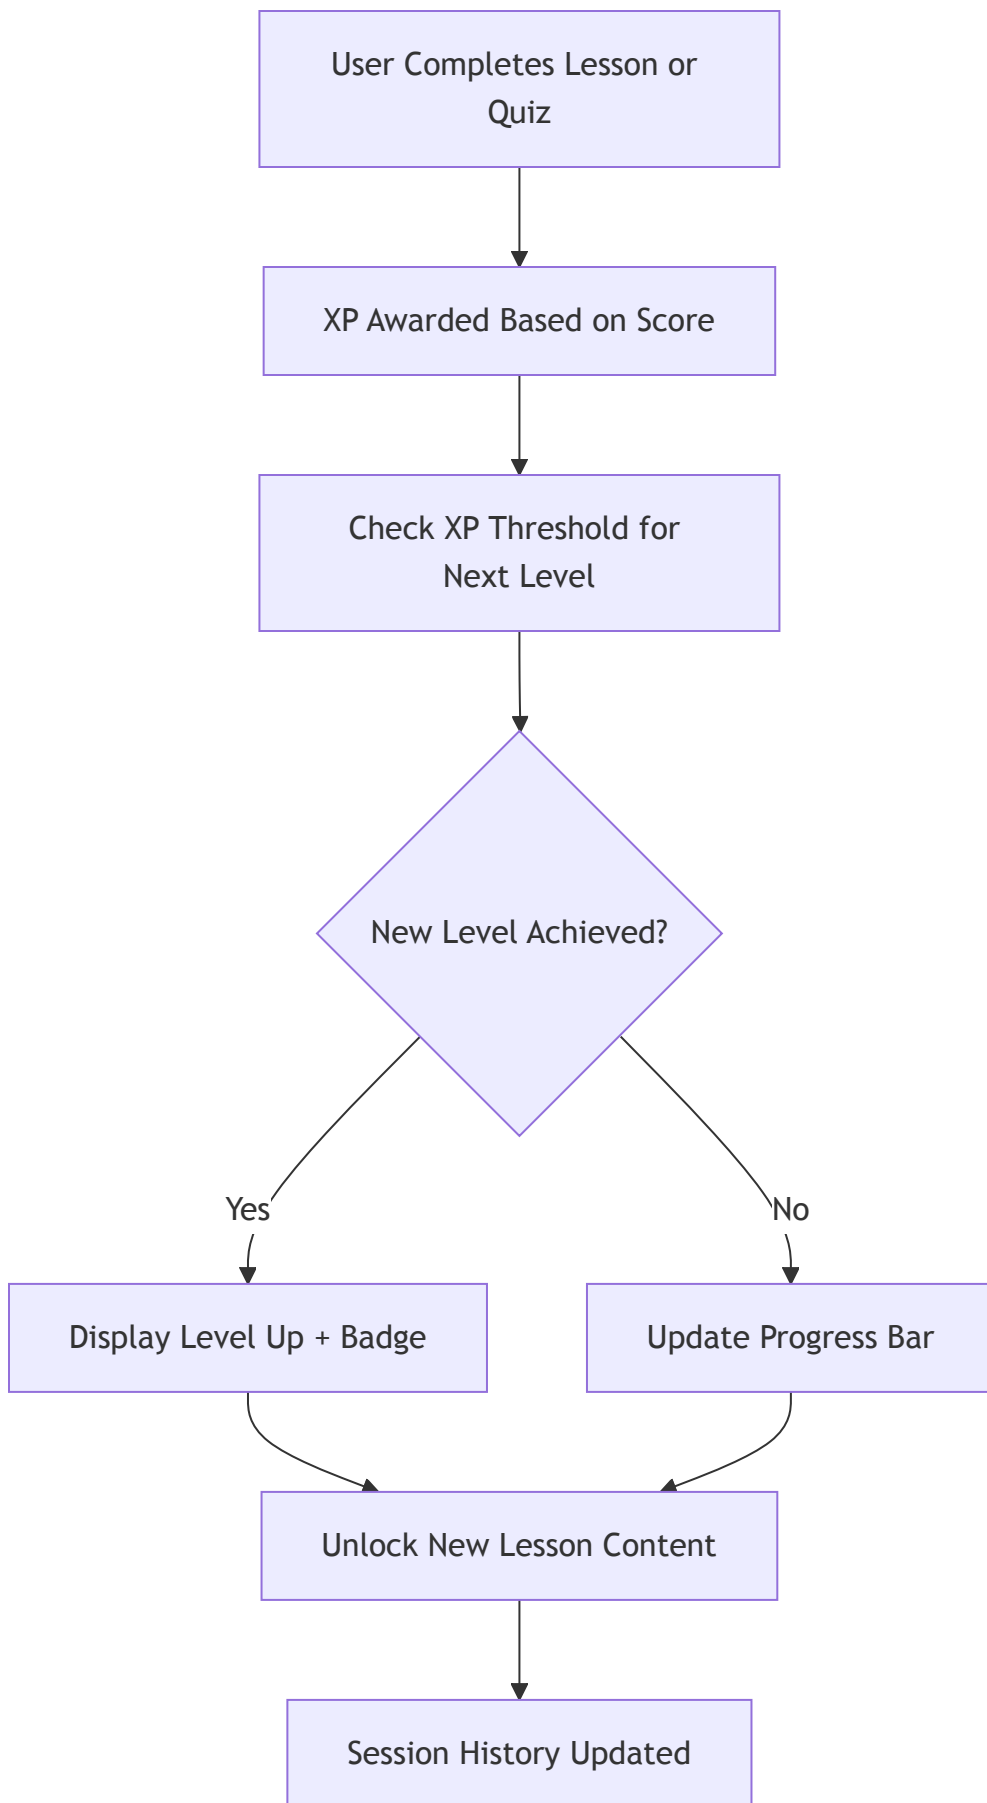 User Completes Lesson or
Quiz
XP Awarded Based on Score
Check XP Threshold for
Next Level
New Level Achieved?
Yes
No
Display Level Up + Badge
Update Progress Bar
Unlock New Lesson Content
Session History Updated